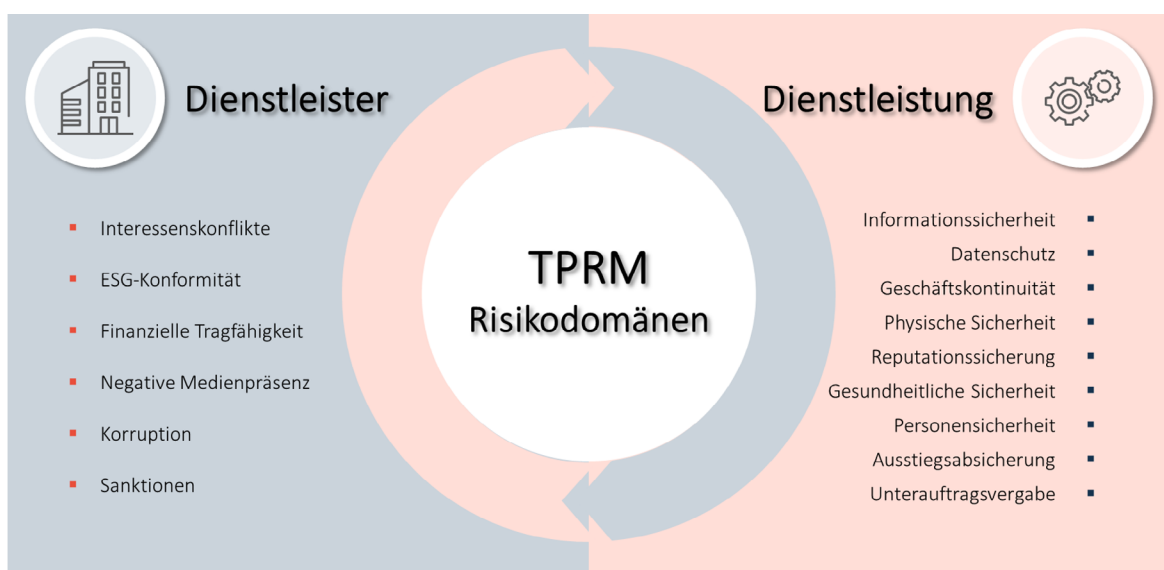 Dienstleister
Interessenskonflikte
ESG-Konformität
Finanzielle Tragfähigkeit
Negative Medienpräsenz
Korruption
Sanktionen
TPRM
Risikodomänen
Dienstleistung
Informationssicherheit
Datenschutz
Geschäftskontinuität
Physische Sicherheit
Reputationssicherung
Gesundheitliche Sicherheit
Personensicherheit
Ausstiegsabsicherung
Unterauftragsvergabe